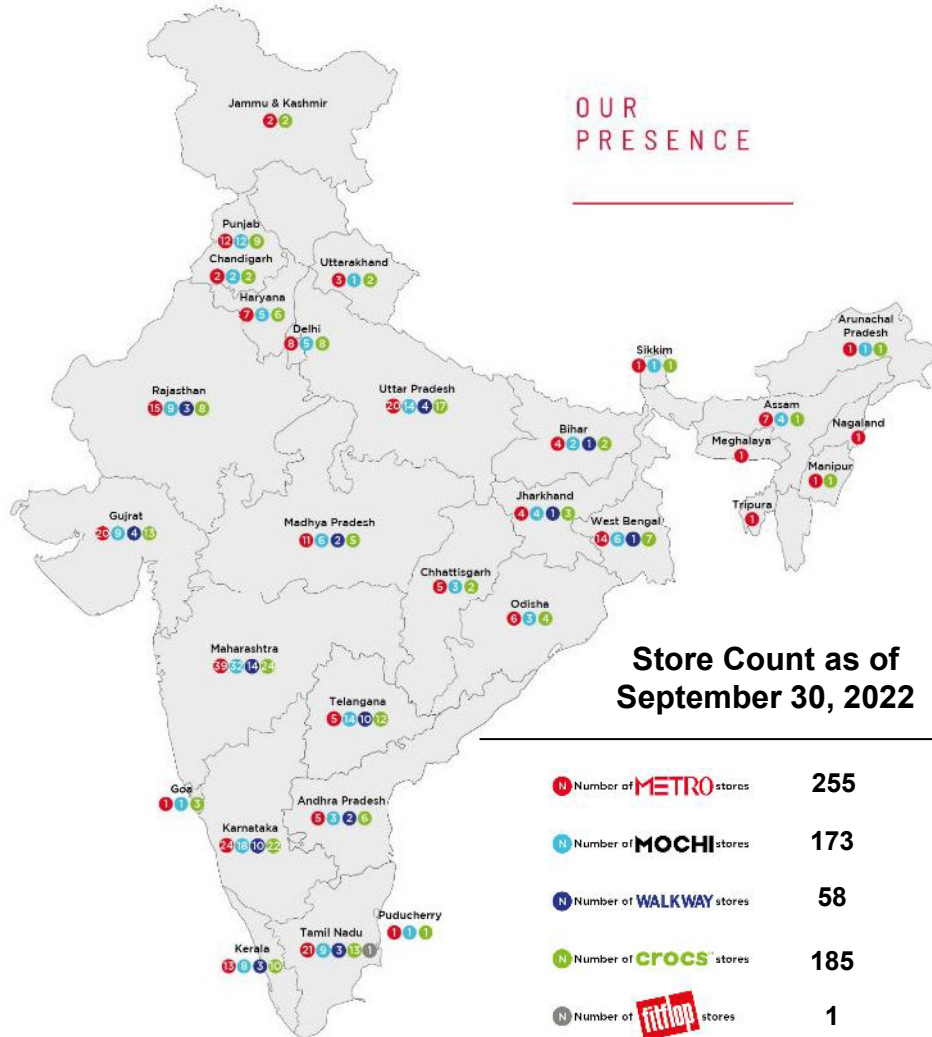 OUR
PRESENCE
Jammu & Kashmir
2 2
Punjab
12 12 9
Chandigarh
2 2 2
Uttarakhand
3 1 2
Haryana
7 5 6
Delhi
8 5 8
Arunachal
Pradesh
1 1 1
Sikkim
1 1 1
Rajasthan
15 9 3 8
Uttar Pradesh
20 14 4 17
Assam
7 4 1
Nagaland
1
Bihar
4 2 1 2
Meghalaya
1
Manipur
1 1
Jharkhand
4 4 1 3
Tripura
1
Gujrat
20 9 4 13
Madhya Pradesh
11 6 2 5
West Bengal
14 6 1 7
Chhattisgarh
5 3 2
Odisha
6 3 4
Maharashtra
39 32 14 24
Telangana
5 14 10 12
Goa
1 1 3
Andhra Pradesh
5 3 2 6
Karnataka
24 18 10 22
Puducherry
1 1 1
Tamil Nadu
21 9 3 13 1
Kerala
13 8 3 10
Store Count as of
September 30, 2022
N Number of METRO stores 255
N Number of MOCHI stores 173
N Number of WALKWAY stores 58
N Number of crocs™ stores 185
N Number of fitflop stores 1